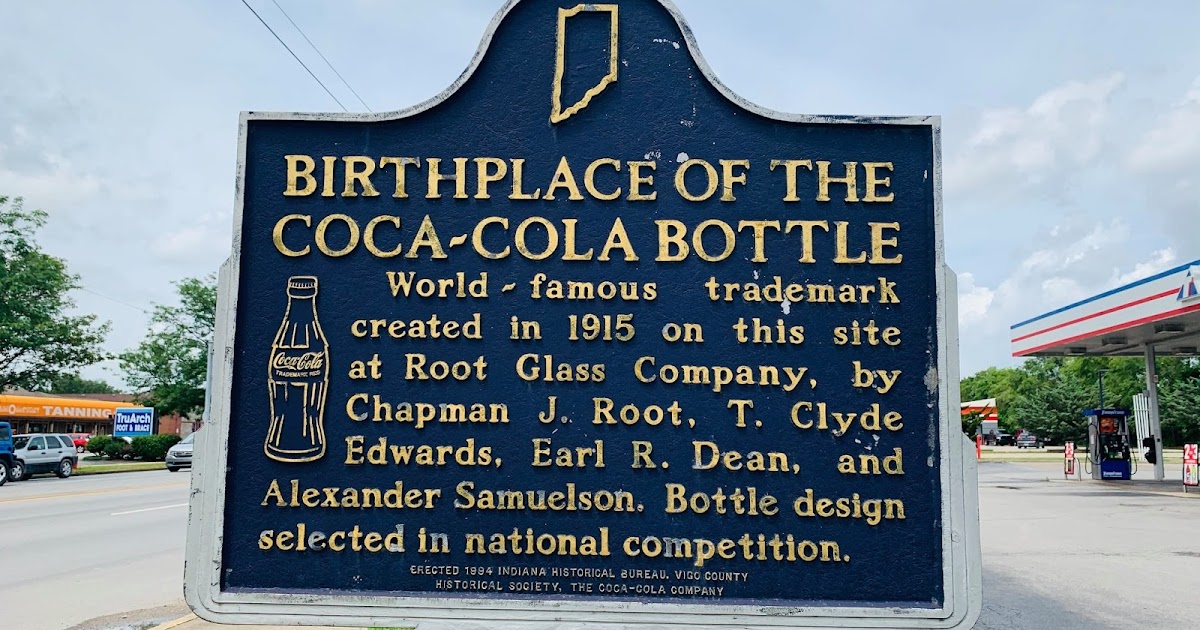 BIRTHPLACE OF THE
COCA-COLA BOTTLE
World-famous trademark
created in 1915 on this site
at Root Glass Company, by
Chapman J. Root, T. Clyde
Edwards, Earl R. Dean, and
Alexander Samuelson. Bottle design
selected in national competition.
ERECTED 1994 INDIANA HISTORICAL BUREAU, VIGO COUNTY
HISTORICAL SOCIETY, THE COCA-COLA COMPANY
Coca-Cola
TRADEMARK REG
TANNING
TruArch
FOOT & BRACE